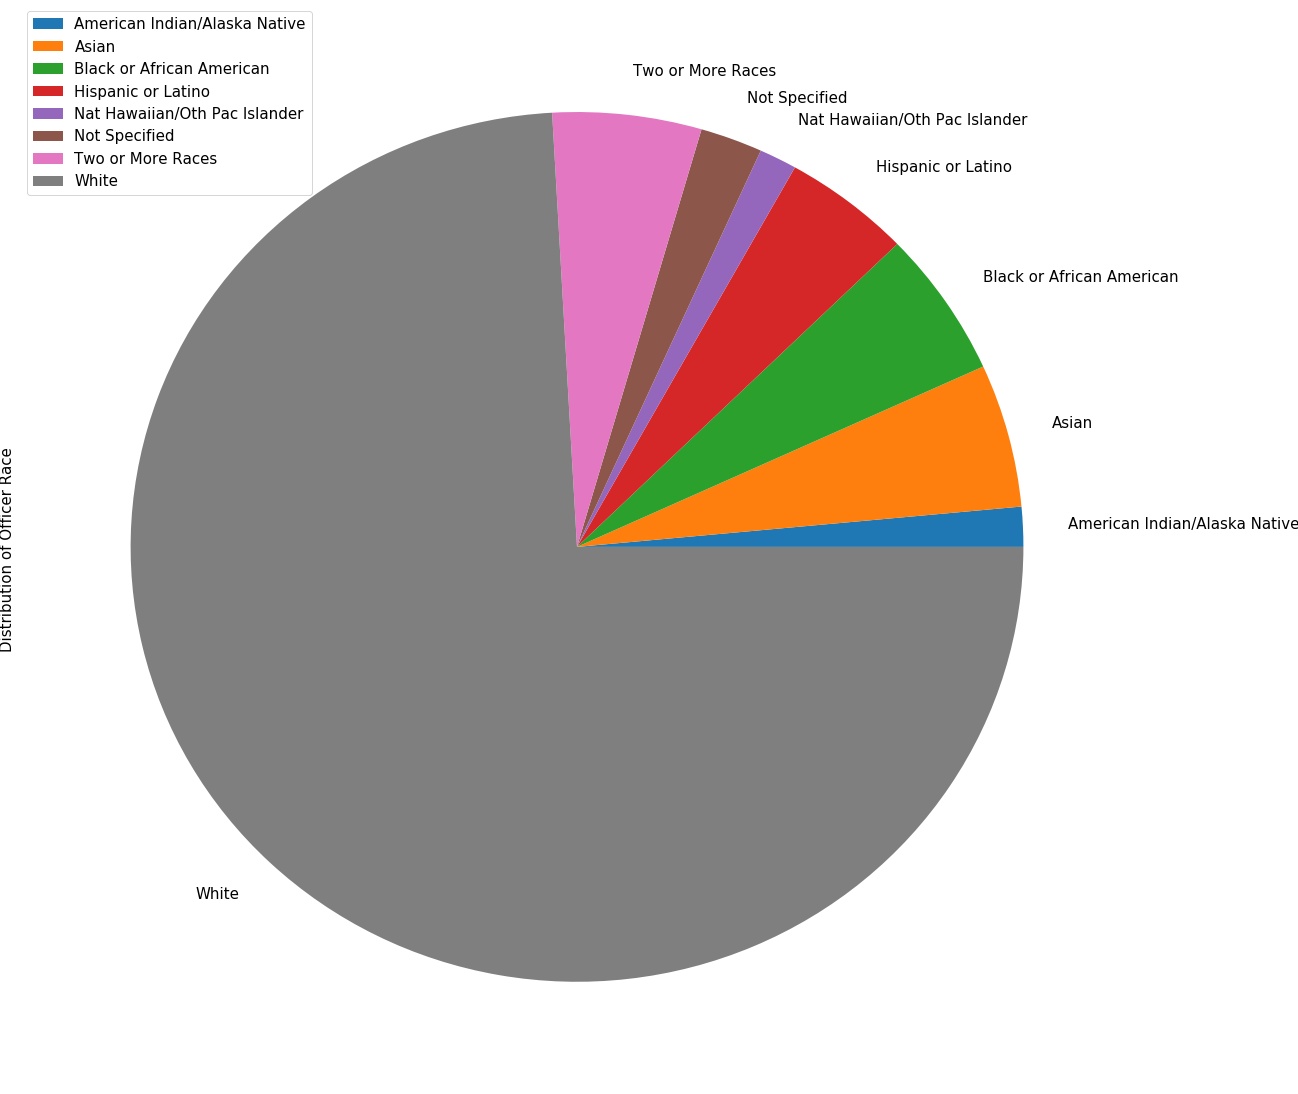 American Indian/Alaska Native
Asian
Black or African American
Hispanic or Latino
Nat Hawaiian/Oth Pac Islander
Not Specified
Two or More Races
White
Two or More Races
Not Specified
Nat Hawaiian/Oth Pac Islander
Hispanic or Latino
Black or African American
Asian
American Indian/Alaska Native
Distribution of Officer Race
White